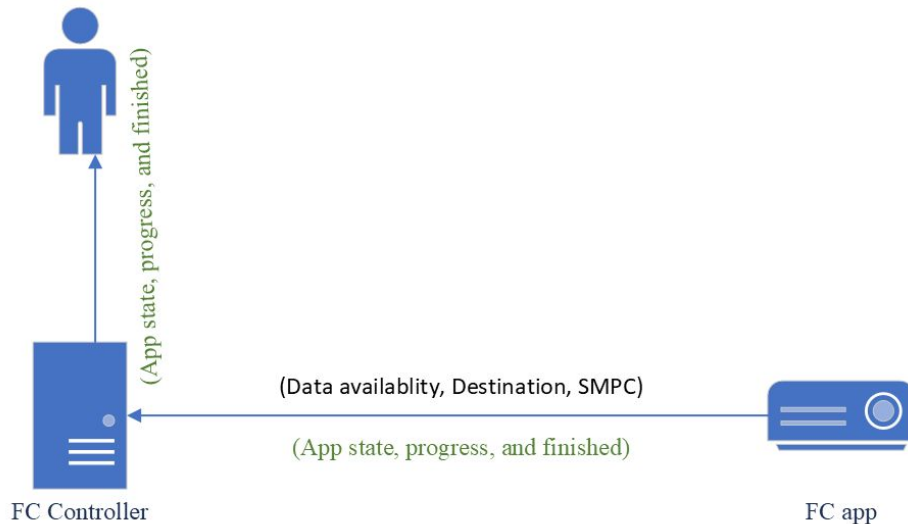 (App state, progress, and finished)
(Data availablity, Destination, SMPC)
(App state, progress, and finished)
FC Controller
FC app